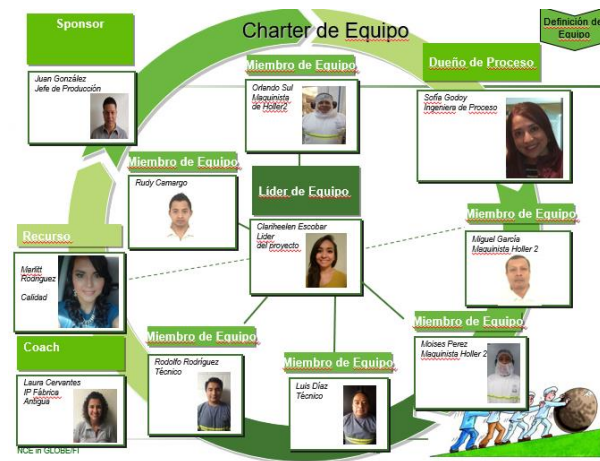 Charter de Equipo
Definición de
Equipo
Sponsor
Juan González
Jefe de Producción
Miembro de Equipo
Orlando Sul
Maquinista
de Holler2
Dueño de Proceso
Sofía Godoy
Ingeniera de Proceso
Miembro de Equipo
Rudy Camargo
Líder de Equipo
Clariheelen Escobar
Líder
del proyecto
Miembro de Equipo
Miguel García
Maquinista Holler 2
Recurso
Merlitt
Rodríguez
Calidad
Miembro de Equipo
Moises Perez
Maquinista Holler 2
Coach
Laura Cervantes
IP Fábrica
Antigua
Miembro de Equipo
Rodolfo Rodríguez
Técnico
Miembro de Equipo
Luis Díaz
Técnico
NCE in GLOBE/FI